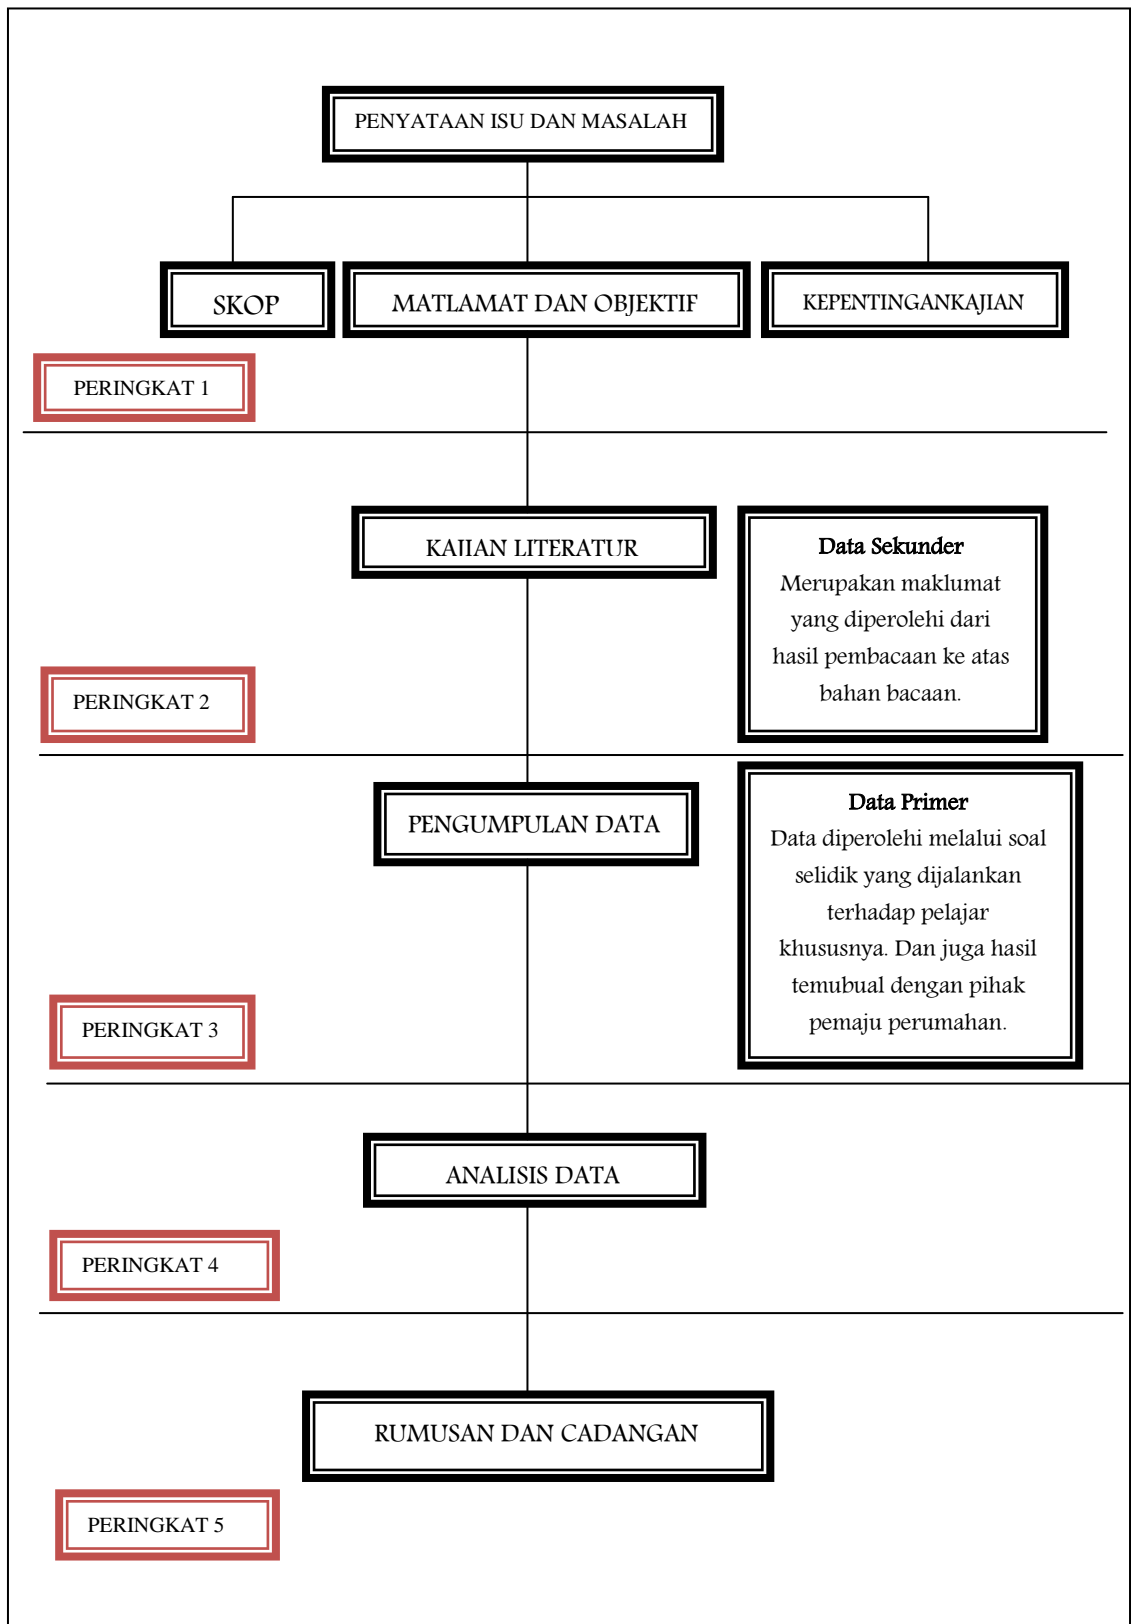 PENYATAAN ISU DAN MASALAH
SKOP
MATLAMAT DAN OBJEKTIF
KEPENTINGANKAJIAN
PERINGKAT 1
KAJIAN LITERATUR
Data Sekunder
Merupakan maklumat
yang diperolehi dari
hasil pembacaan ke atas
bahan bacaan.
PERINGKAT 2
PENGUMPULAN DATA
Data Primer
Data diperolehi melalui soal
selidik yang dijalankan
terhadap pelajar
khususnya. Dan juga hasil
temubual dengan pihak
pemaju perumahan.
PERINGKAT 3
ANALISIS DATA
PERINGKAT 4
RUMUSAN DAN CADANGAN
PERINGKAT 5